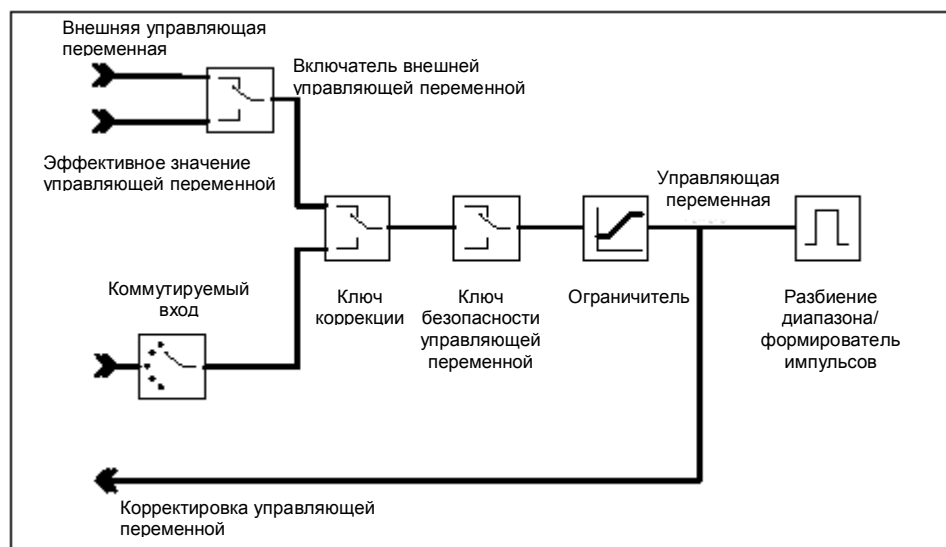 Внешняя управляющая
переменная
Включатель внешней
управляющей переменной
Эффективное значение
управляющей переменной
Управляющая
переменная
Коммутируемый
вход
Ключ
коррекции
Ключ
безопасности
управляющей
переменной
Ограничитель
Разбиение
диапазона/
формирователь
импульсов
Корректировка управляющей
переменной